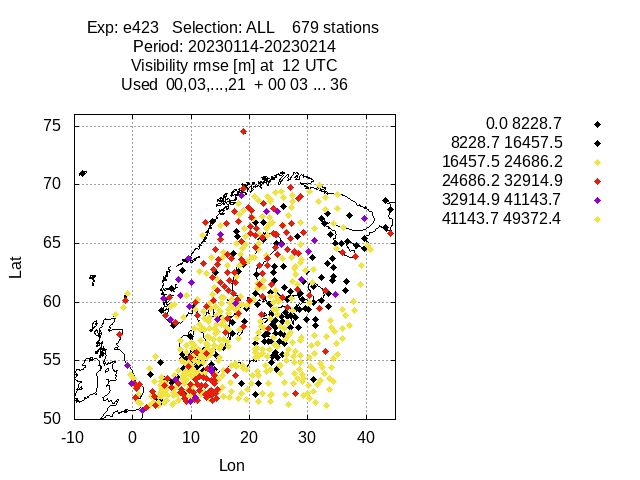 Exp: e423   Selection: ALL    679 stations
Period: 20230114-20230214
Visibility rmse [m] at  12 UTC
Used  00,03,...,21  + 00 03 ... 36
0.0 8228.7
8228.7 16457.5
16457.5 24686.2
24686.2 32914.9
32914.9 41143.7
41143.7 49372.4
75
70
65
60
55
50
Lat
-10 0 10 20 30 40
Lon